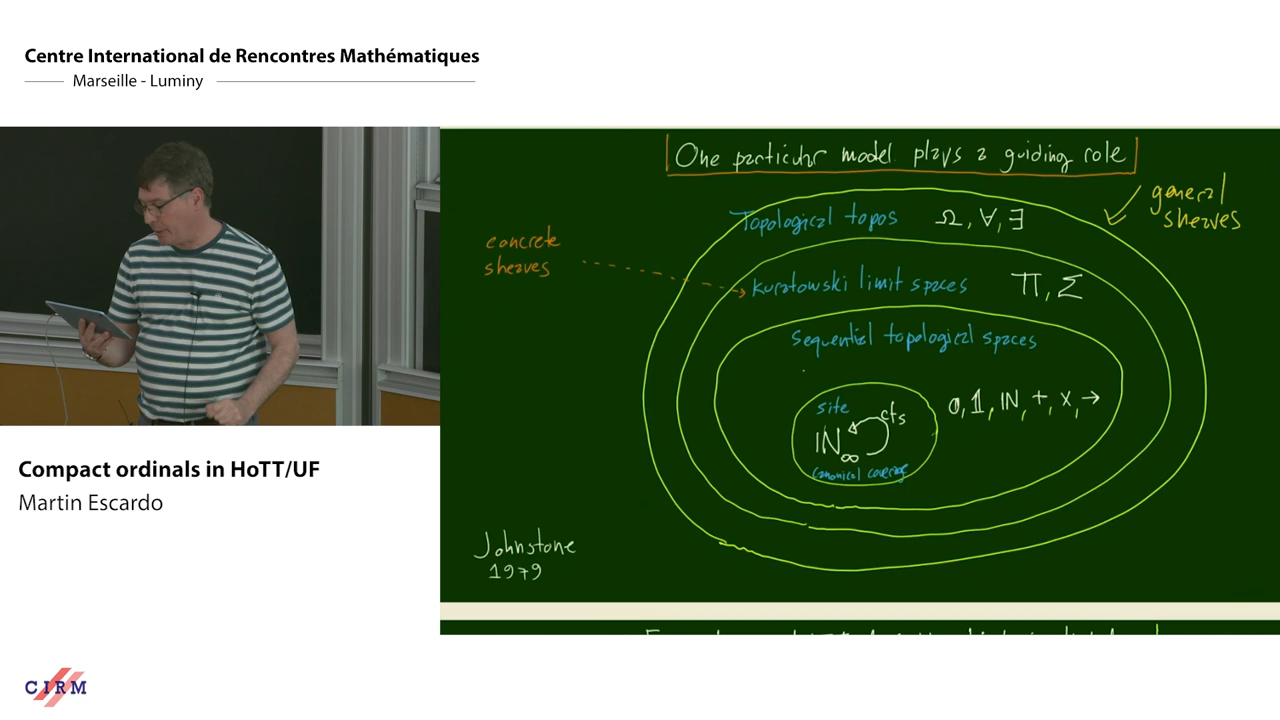 Centre International de Rencontres Mathématiques
Marseille - Luminy
One particular model plays a guiding role
general
sheaves
Topological topos Ω, ∀, ∃
concrete
sheaves
Kuratowski limit spaces Π, Σ
Sequential topological spaces
site
cts
0, 1, ℕ, +, ×, →
ℕ∞
canonical coverage
Johnstone
1979
Compact ordinals in HoTT/UF
Martin Escardo
CIRM